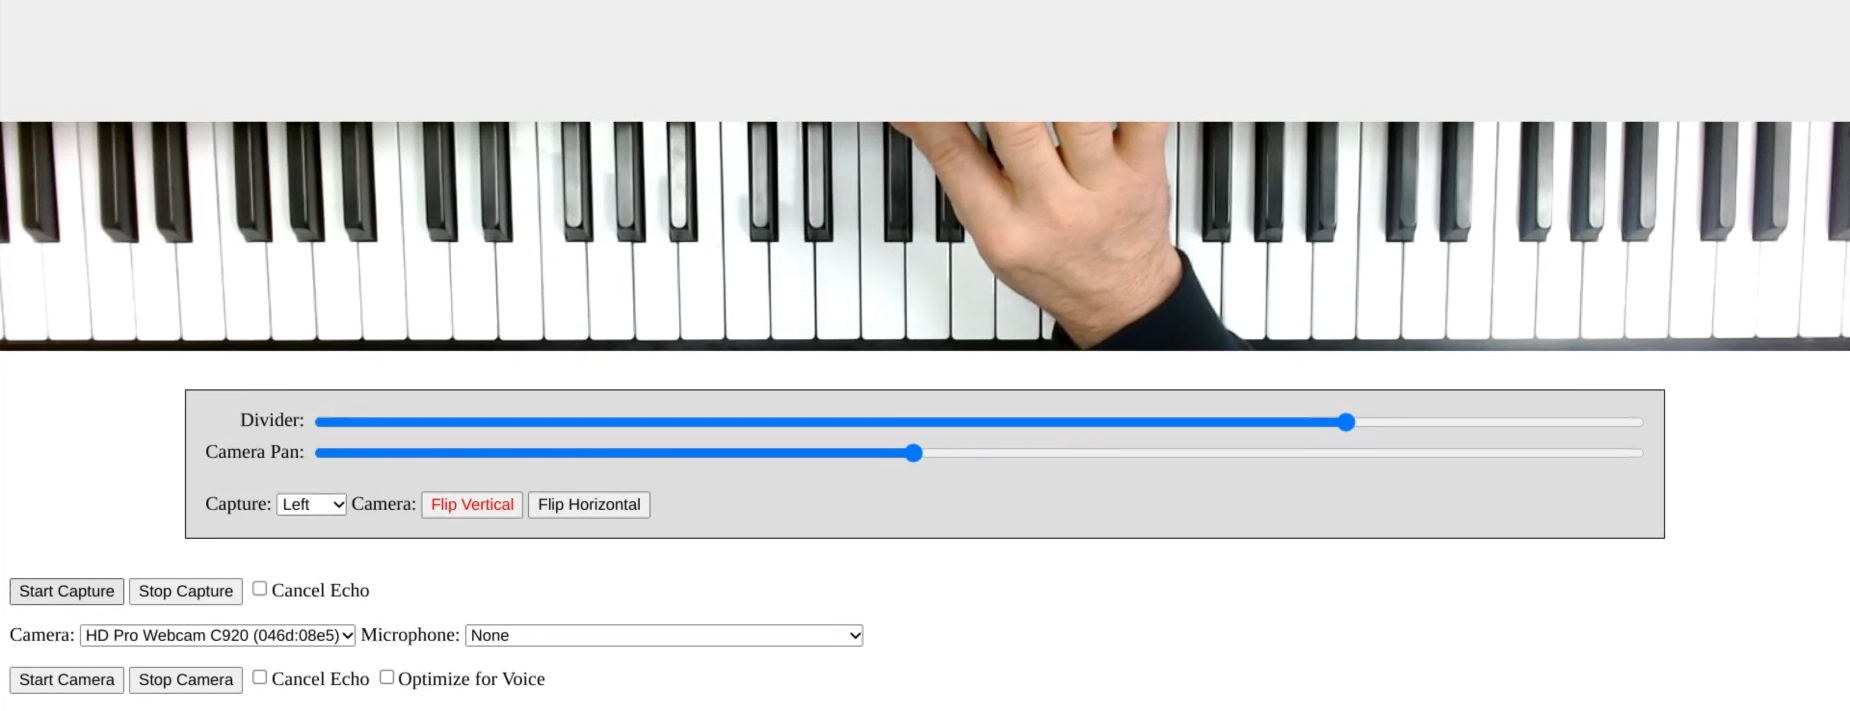 Divider:
Camera Pan:
Capture: Left Camera: Flip Vertical Flip Horizontal
Start Capture Stop Capture Cancel Echo
Camera: HD Pro Webcam C920 (046d:08e5) Microphone: None
Start Camera Stop Camera Cancel Echo Optimize for Voice